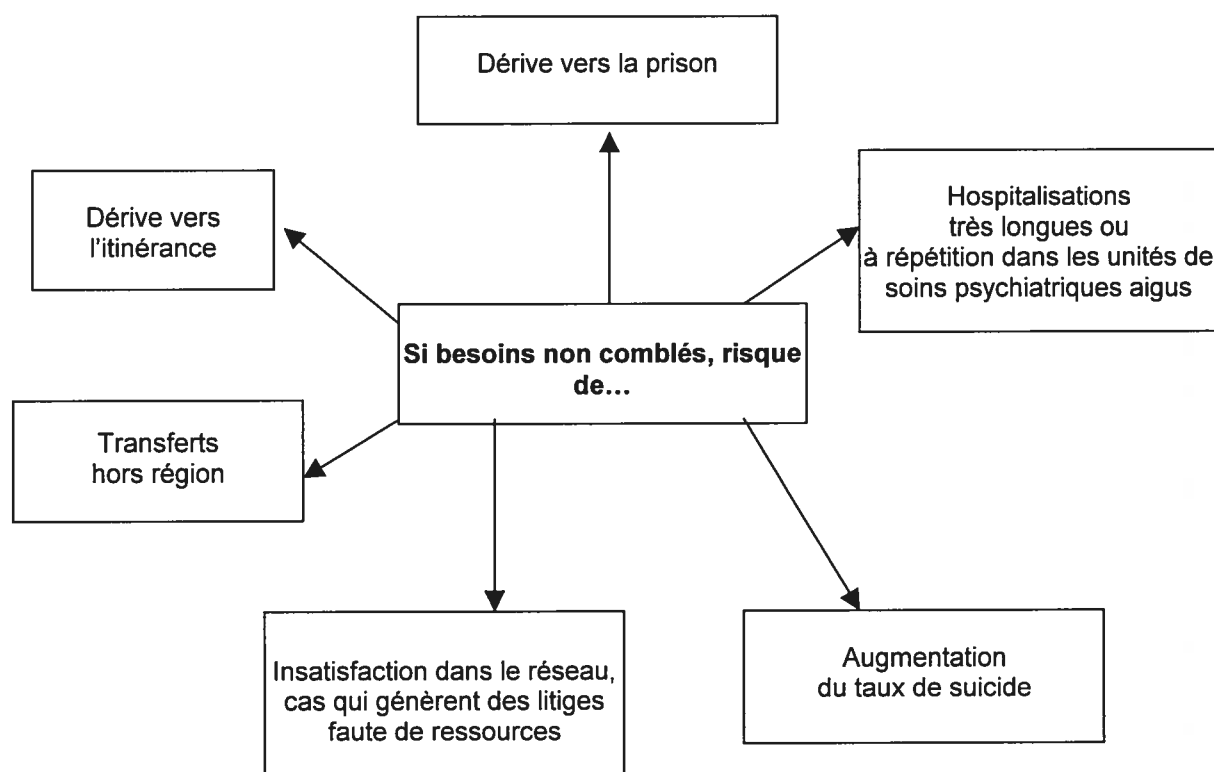 Dérive vers la prison
Hospitalisations
très longues ou
à répétition dans les unités de
soins psychiatriques aigus
Dérive vers
l'itinérance
Si besoins non comblés, risque
de...
Transferts
hors région
Insatisfaction dans le réseau,
cas qui génèrent des litiges
faute de ressources
Augmentation
du taux de suicide